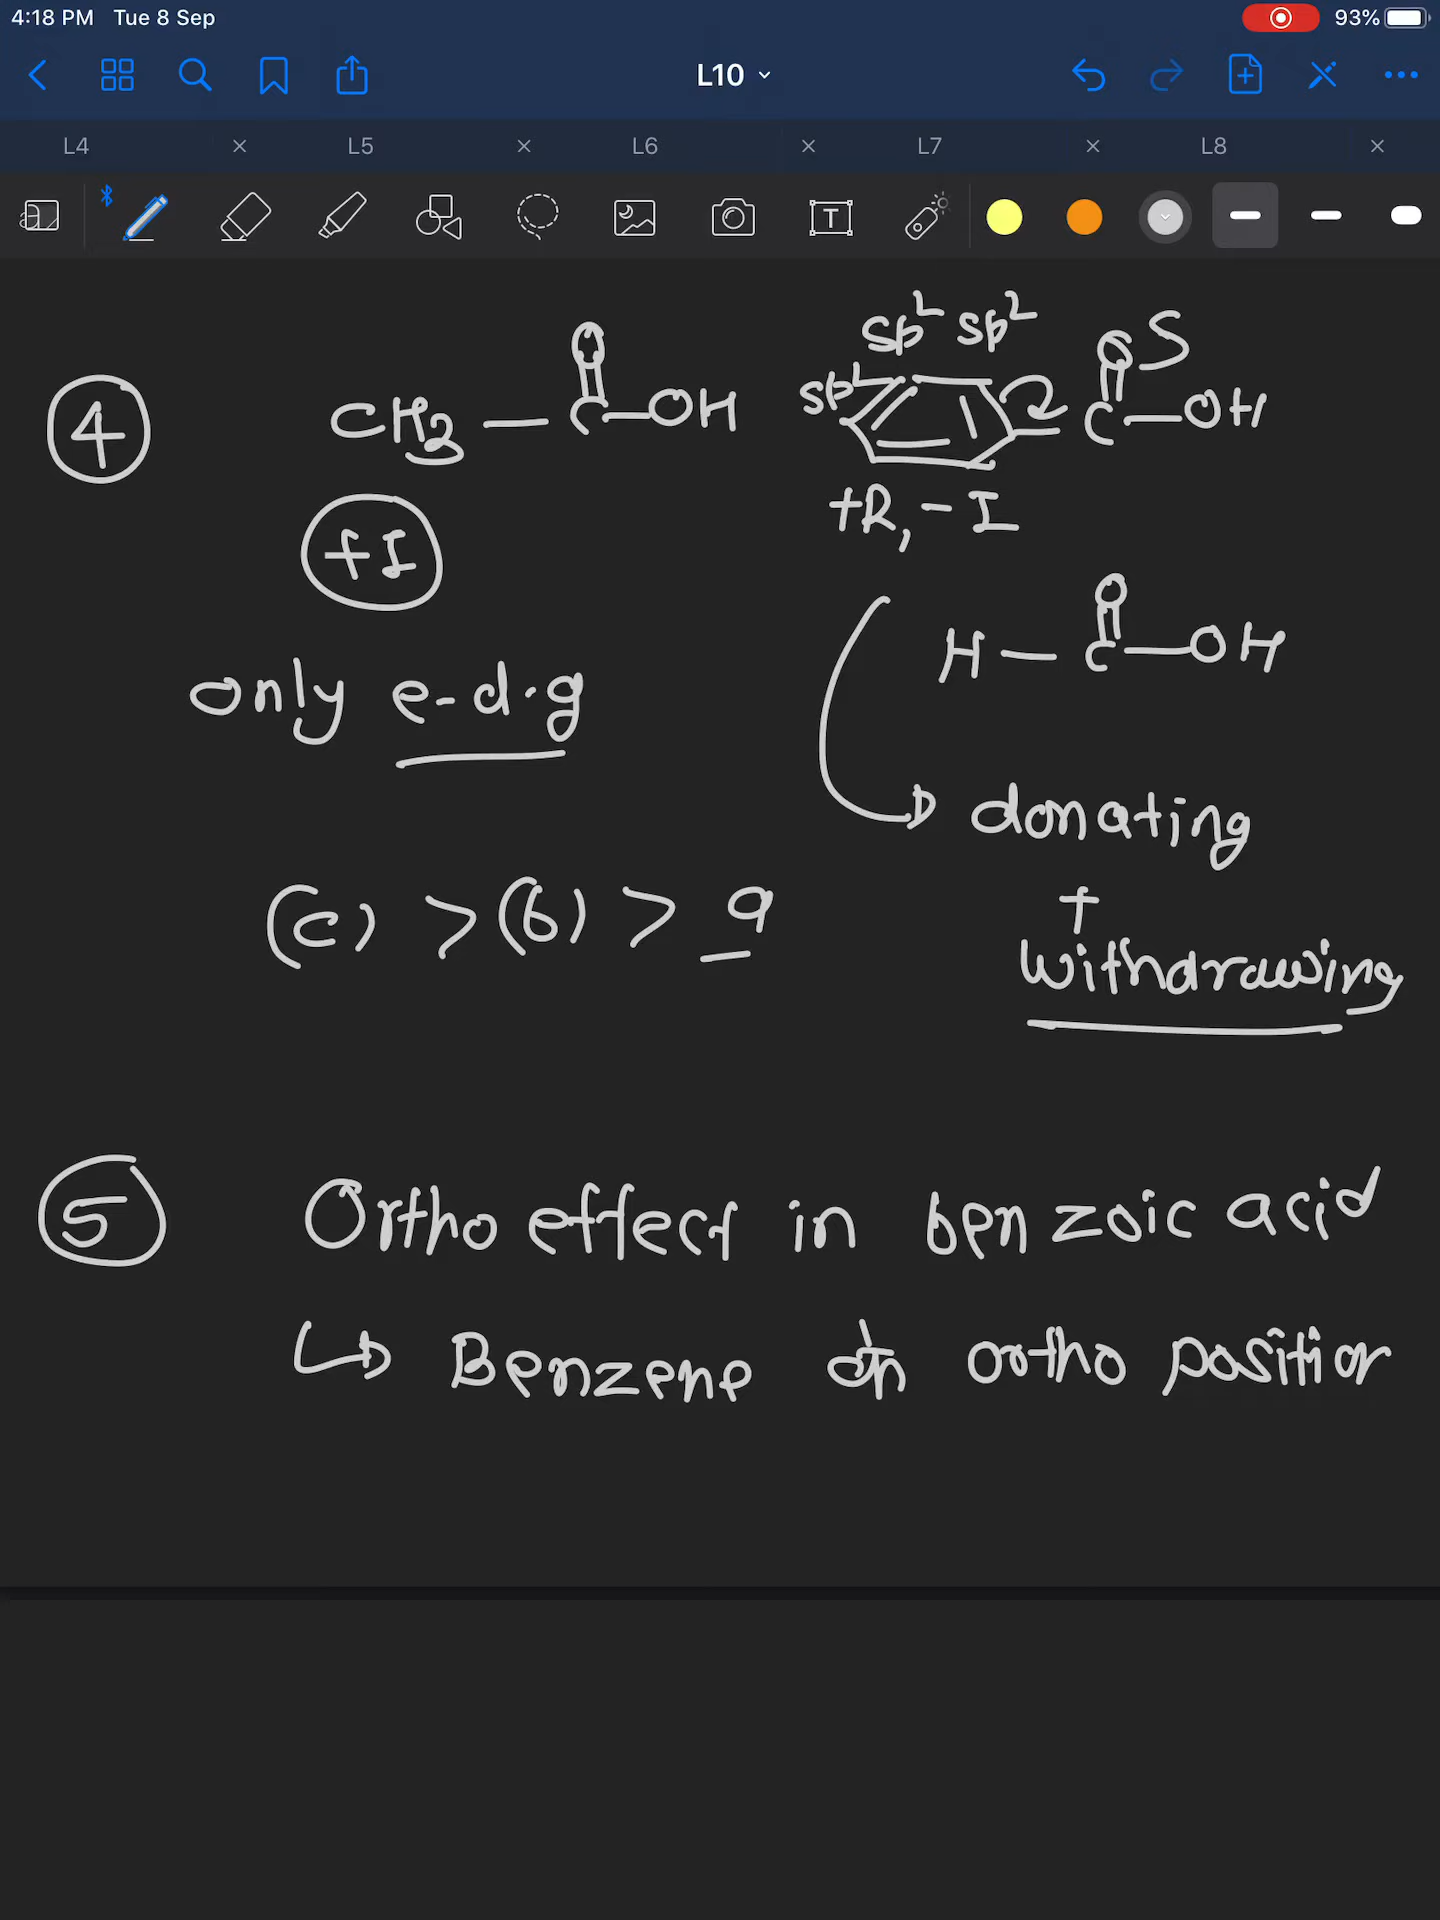 4:18 PM Tue 8 Sep 93%
L10
L4 × L5 × L6 × L7 × L8 ×
sp² sp²
O O S
sp²
④ CH3 — C — OH C — OH
+R, - I
+I
O
H — C — OH
only e-d.g
donating
(c) > (b) > a
+
withdrawing
⑤ Ortho effect in benzoic acid
↳ Benzene on ortho position